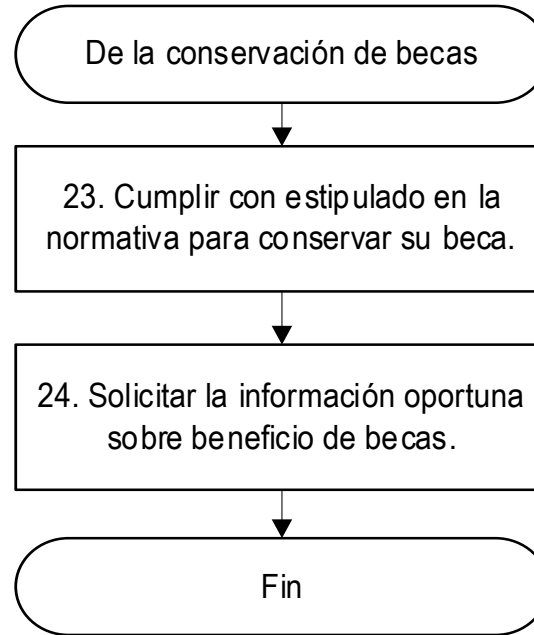 De la conservación de becas
23. Cumplir con estipulado en la
normativa para conservar su beca.
24. Solicitar la información oportuna
sobre beneficio de becas.
Fin